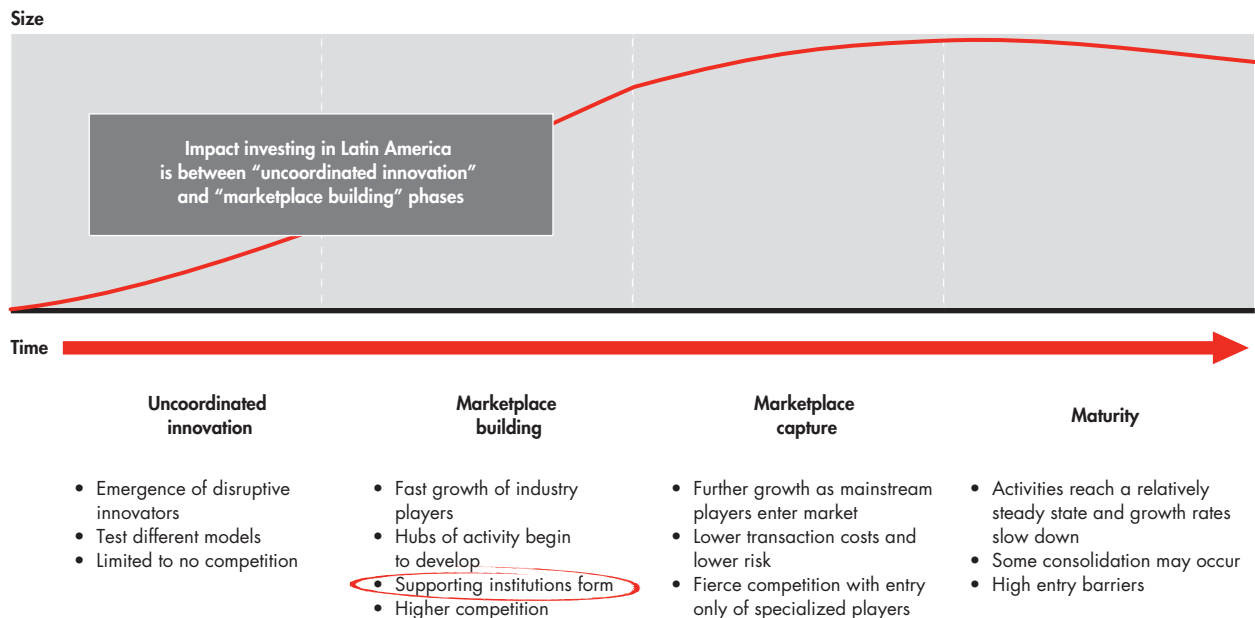 Size
Impact investing in Latin America
is between “uncoordinated innovation”
and “marketplace building” phases
Time
Uncoordinated
innovation
• Emergence of disruptive
innovators
• Test different models
• Limited to no competition
Marketplace
building
• Fast growth of industry
players
• Hubs of activity begin
to develop
• Supporting institutions form
• Higher competition
Marketplace
capture
• Further growth as mainstream
players enter market
• Lower transaction costs and
lower risk
• Fierce competition with entry
only of specialized players
Maturity
• Activities reach a relatively
steady state and growth rates
slow down
• Some consolidation may occur
• High entry barriers